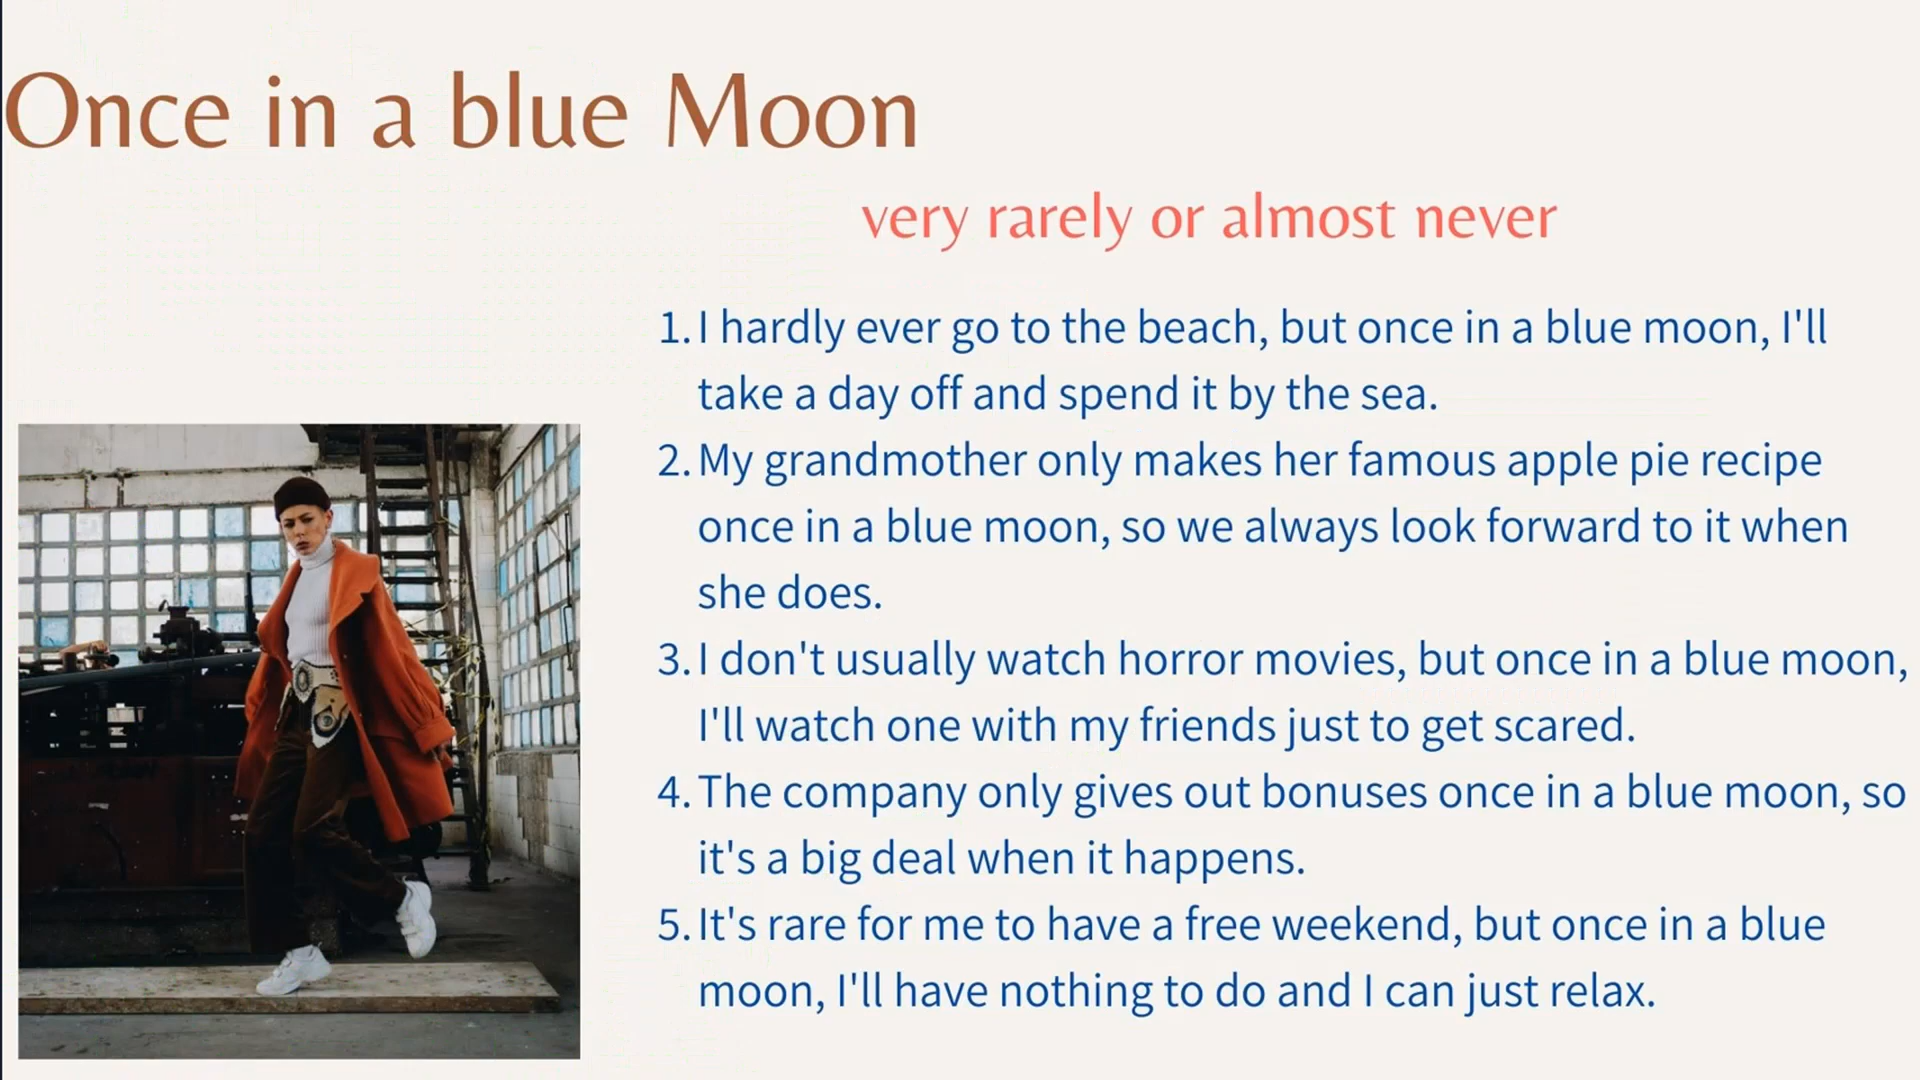 Once in a blue Moon
very rarely or almost never
1. I hardly ever go to the beach, but once in a blue moon, I'll
take a day off and spend it by the sea.
2. My grandmother only makes her famous apple pie recipe
once in a blue moon, so we always look forward to it when
she does.
3. I don't usually watch horror movies, but once in a blue moon,
I'll watch one with my friends just to get scared.
4. The company only gives out bonuses once in a blue moon, so
it's a big deal when it happens.
5. It's rare for me to have a free weekend, but once in a blue
moon, I'll have nothing to do and I can just relax.